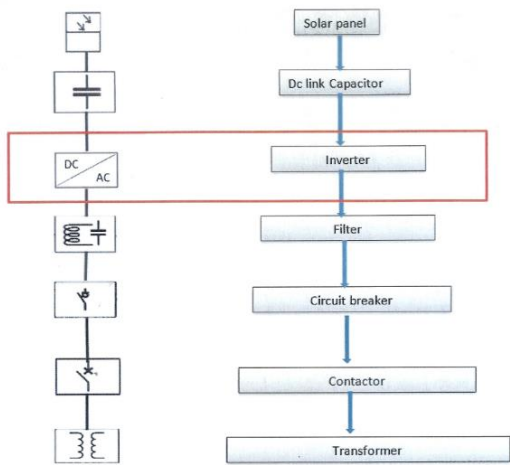 Solar panel
Dc link Capacitor
DC
AC
Inverter
Filter
Circuit breaker
Contactor
Transformer